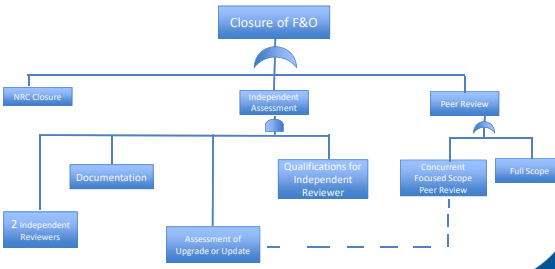 Closure of F&O
NRC Closure
Independent
Assessment
Peer Review
Documentation
Qualifications for
Independent
Reviewer
Concurrent
Focused Scope
Peer Review
Full Scope
2 Independent
Reviewers
Assessment of
Upgrade or Update